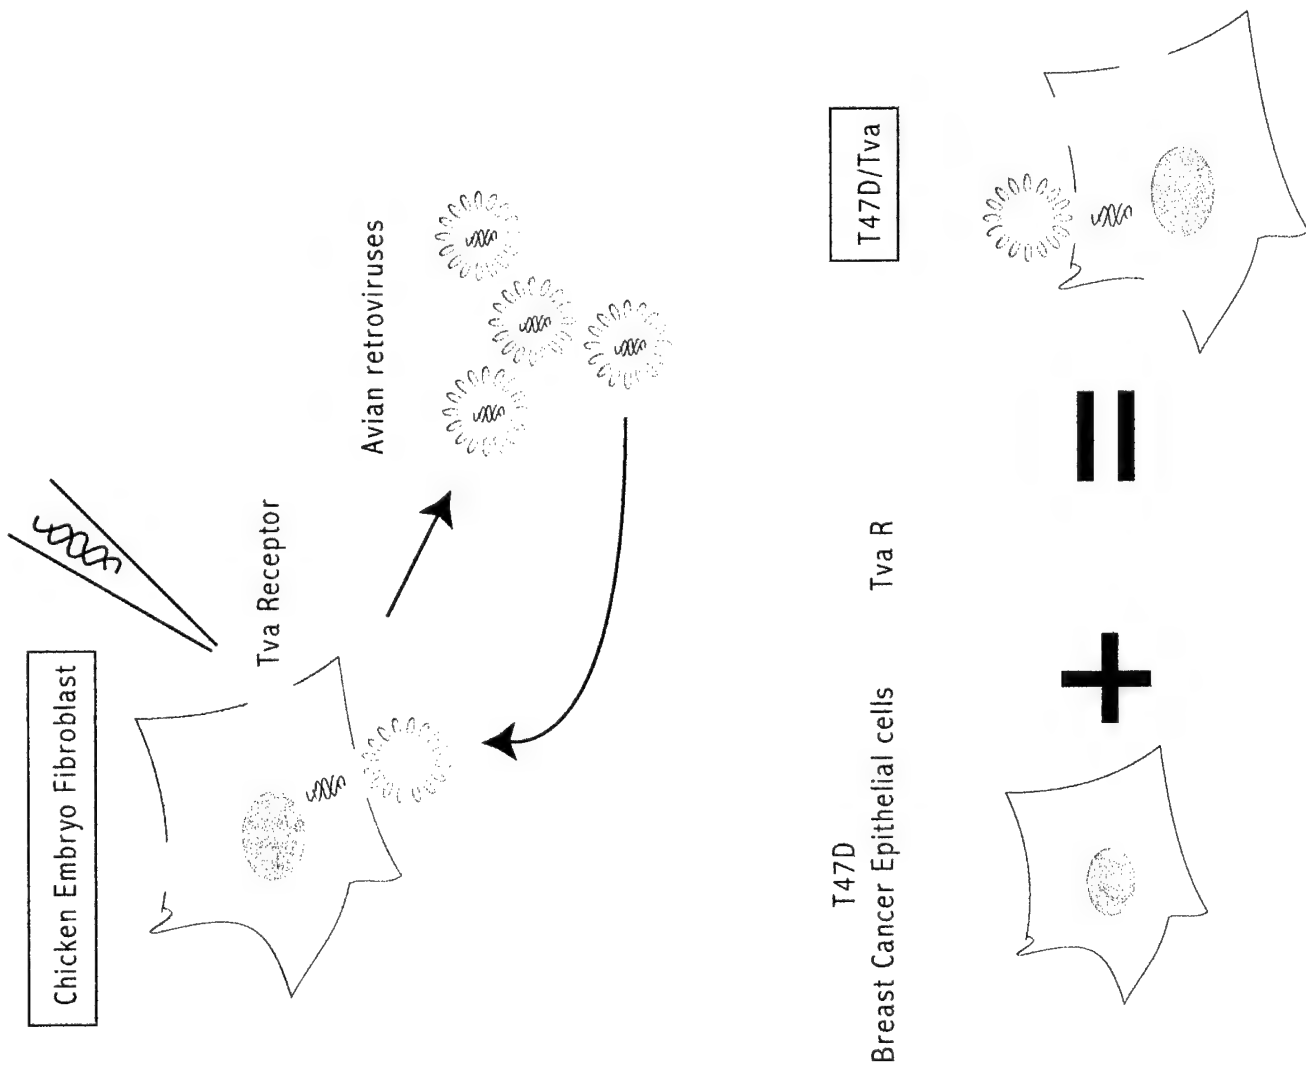 Chicken Embryo Fibroblast
Tva Receptor
Avian retroviruses
T47D
Breast Cancer Epithelial cells
Tva R
T47D/Tva